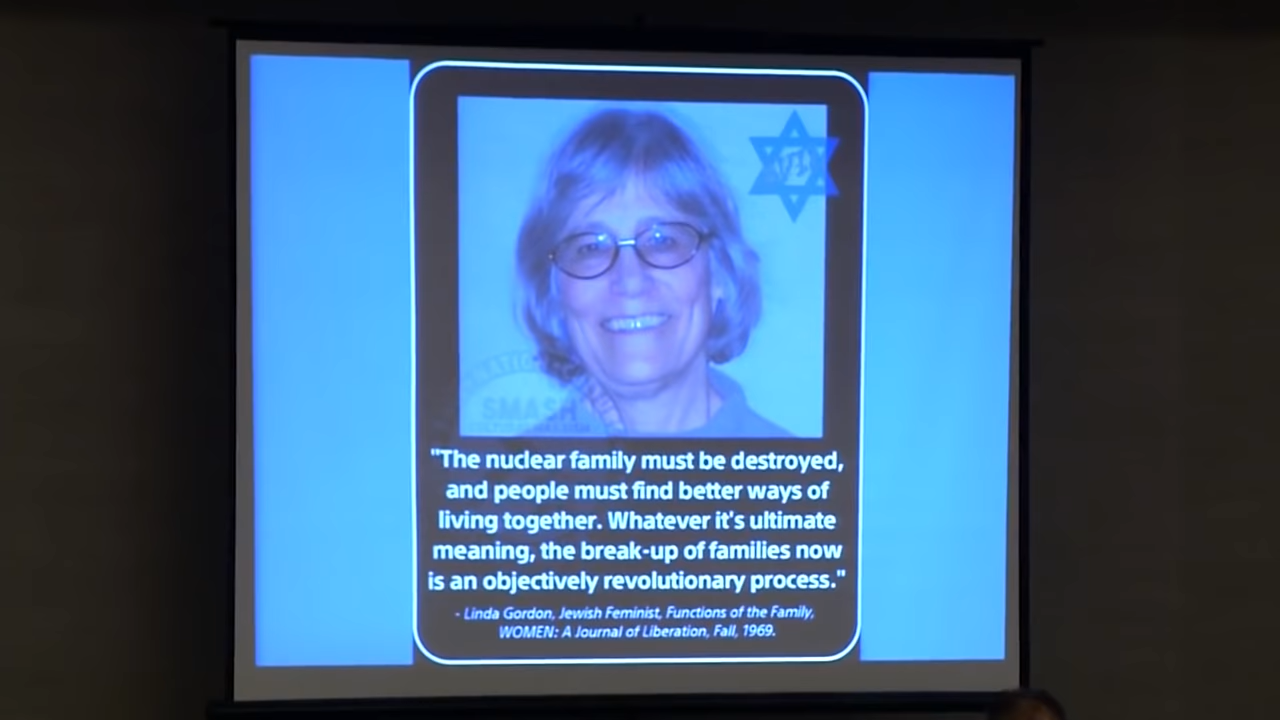 SMASH
"The nuclear family must be destroyed,
and people must find better ways of
living together. Whatever it's ultimate
meaning, the break-up of families now
is an objectively revolutionary process."
- Linda Gordon, Jewish Feminist, Functions of the Family,
WOMEN: A Journal of Liberation, Fall, 1969.